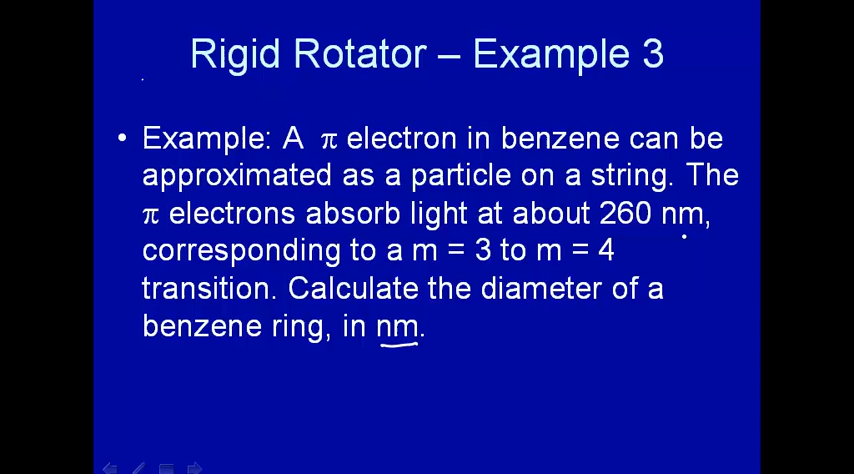 Rigid Rotator – Example 3
• Example: A π electron in benzene can be
approximated as a particle on a string. The
π electrons absorb light at about 260 nm,
corresponding to a m = 3 to m = 4
transition. Calculate the diameter of a
benzene ring, in nm.